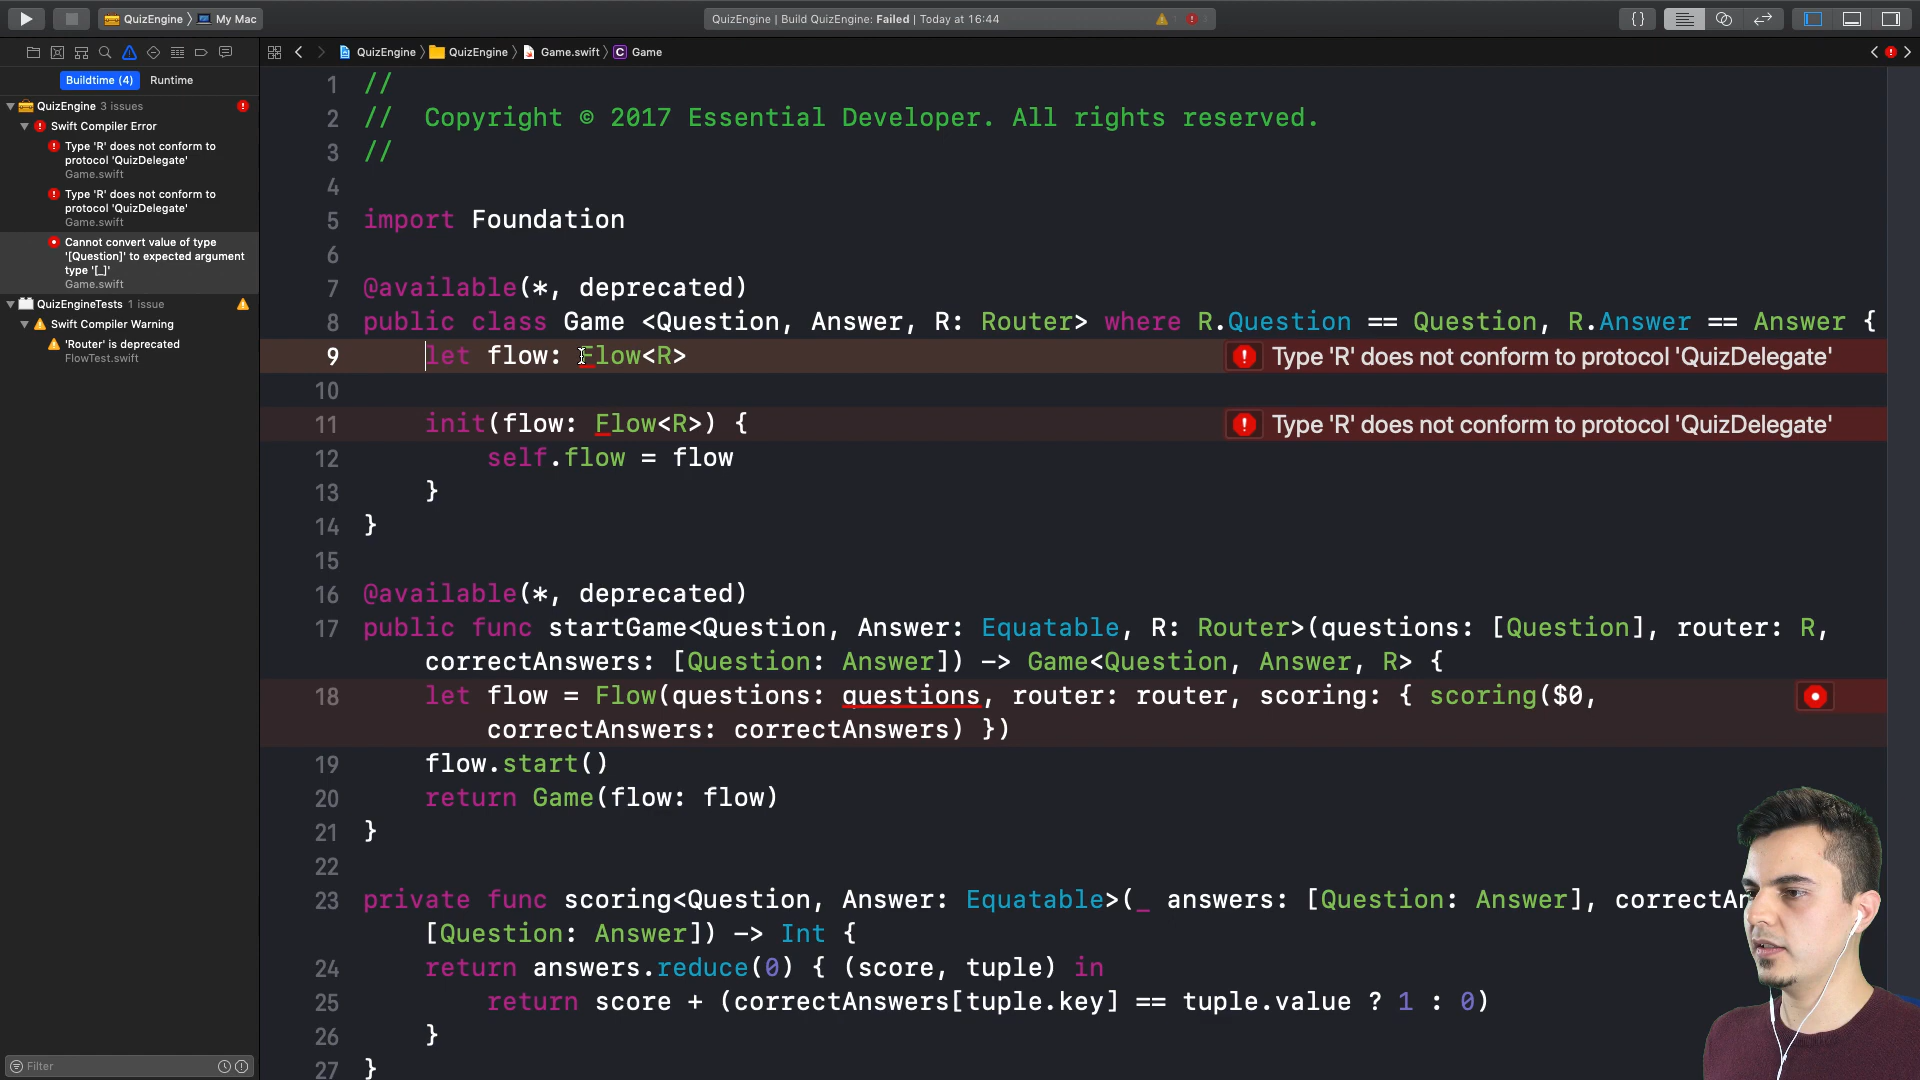 QuizEngine 〉 My Mac
QuizEngine | Build QuizEngine: Failed | Today at 16:44
QuizEngine 〉 QuizEngine 〉 Game.swift 〉 C Game
Buildtime (4) Runtime
QuizEngine 3 issues
Swift Compiler Error
Type 'R' does not conform to
protocol 'QuizDelegate'
Game.swift
Type 'R' does not conform to
protocol 'QuizDelegate'
Game.swift
Cannot convert value of type
'[Question]' to expected argument
type '[_]'
Game.swift
QuizEngineTests 1 issue
Swift Compiler Warning
'Router' is deprecated
FlowTest.swift
Filter
1 //
2 // Copyright © 2017 Essential Developer. All rights reserved.
3 //
4
5 import Foundation
6
7 @available(*, deprecated)
8 public class Game <Question, Answer, R: Router> where R.Question == Question, R.Answer == Answer {
9 let flow: Flow<R> Type 'R' does not conform to protocol 'QuizDelegate'
10
11 init(flow: Flow<R>) { Type 'R' does not conform to protocol 'QuizDelegate'
12 self.flow = flow
13 }
14 }
15
16 @available(*, deprecated)
17 public func startGame<Question, Answer: Equatable, R: Router>(questions: [Question], router: R,
correctAnswers: [Question: Answer]) -> Game<Question, Answer, R> {
18 let flow = Flow(questions: questions, router: router, scoring: { scoring($0,
correctAnswers: correctAnswers) })
19 flow.start()
20 return Game(flow: flow)
21 }
22
23 private func scoring<Question, Answer: Equatable>(_ answers: [Question: Answer],
[Question: Answer]) -> Int {
24 return answers.reduce(0) { (score, tuple) in
25 return score + (correctAnswers[tuple.key] == tuple.value ? 1 : 0)
26 }
27 }